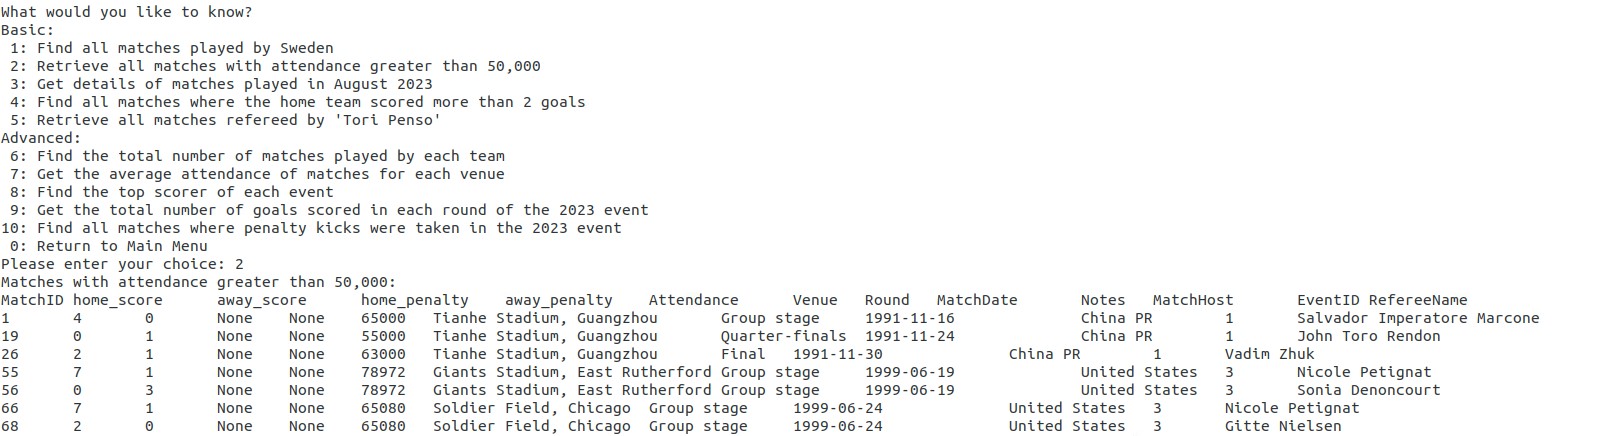 What would you like to know?
Basic:
 1: Find all matches played by Sweden
 2: Retrieve all matches with attendance greater than 50,000
 3: Get details of matches played in August 2023
 4: Find all matches where the home team scored more than 2 goals
 5: Retrieve all matches refereed by 'Tori Penso'
Advanced:
 6: Find the total number of matches played by each team
 7: Get the average attendance of matches for each venue
 8: Find the top scorer of each event
 9: Get the total number of goals scored in each round of the 2023 event
10: Find all matches where penalty kicks were taken in the 2023 event
 0: Return to Main Menu
Please enter your choice: 2
Matches with attendance greater than 50,000:
MatchID home_score      away_score      home_penalty    away_penalty    Attendance      Venue   Round   MatchDate       Notes   MatchHost       EventID RefereeName
1       4       0       None    None    65000   Tianhe Stadium, Guangzhou       Group stage     1991-11-16              China PR        1       Salvador Imperatore Marcone
19      0       1       None    None    55000   Tianhe Stadium, Guangzhou       Quarter-finals  1991-11-24              China PR        1       John Toro Rendon
26      2       1       None    None    63000   Tianhe Stadium, Guangzhou       Final   1991-11-30              China PR        1       Vadim Zhuk
55      7       1       None    None    78972   Giants Stadium, East Rutherford Group stage     1999-06-19              United States   3       Nicole Petignat
56      0       3       None    None    78972   Giants Stadium, East Rutherford Group stage     1999-06-19              United States   3       Sonia Denoncourt
66      7       1       None    None    65080   Soldier Field, Chicago  Group stage     1999-06-24              United States   3       Nicole Petignat
68      2       0       None    None    65080   Soldier Field, Chicago  Group stage     1999-06-24              United States   3       Gitte Nielsen